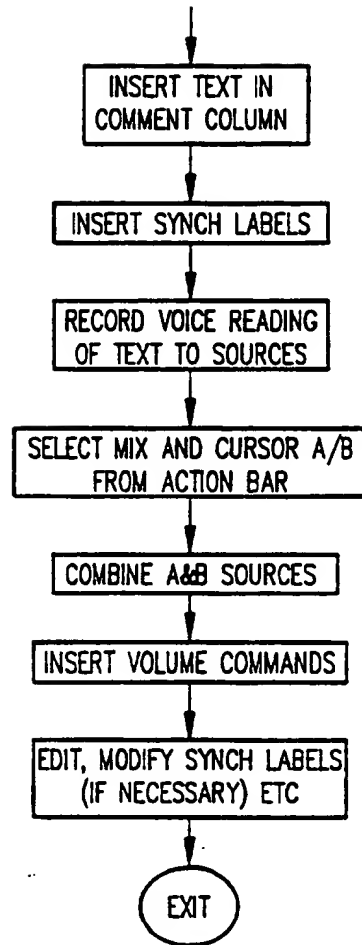 INSERT TEXT IN
COMMENT COLUMN
INSERT SYNCH LABELS
RECORD VOICE READING
OF TEXT TO SOURCES
SELECT MIX AND CURSOR A/B
FROM ACTION BAR
COMBINE A&B SOURCES
INSERT VOLUME COMMANDS
EDIT, MODIFY SYNCH LABELS
(IF NECESSARY) ETC
EXIT